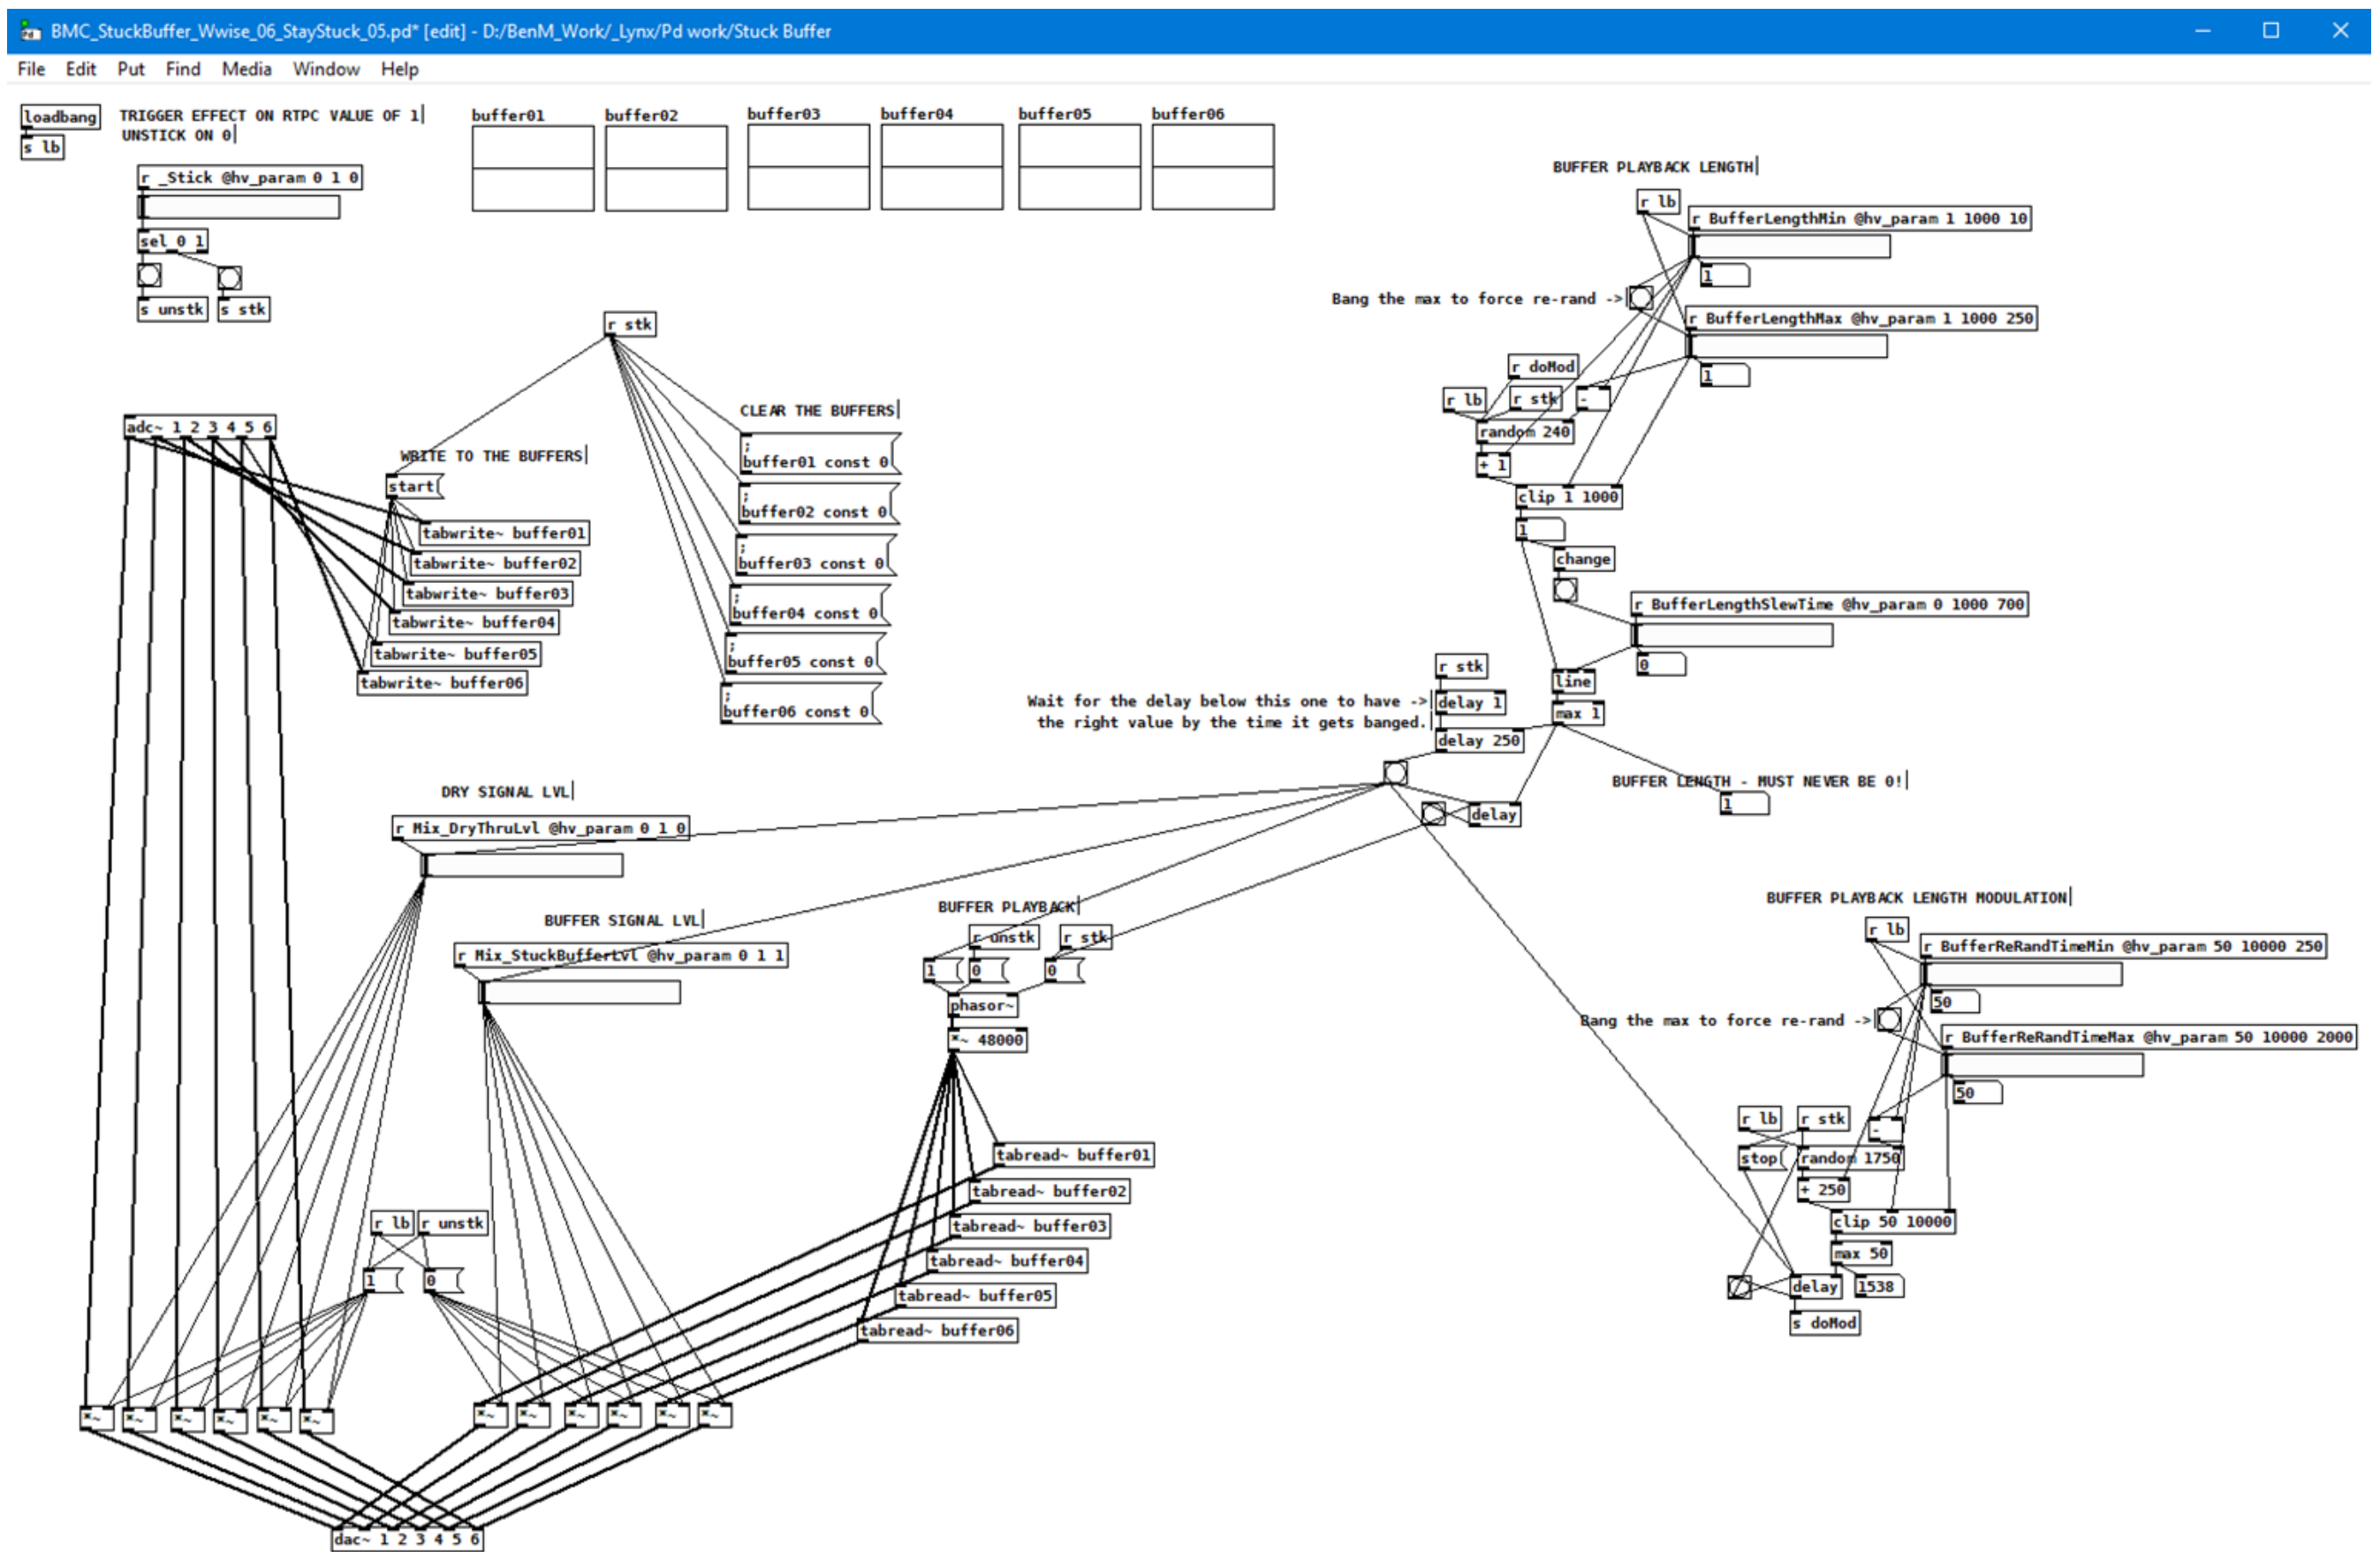 BMC_StuckBuffer_Wwise_06_StayStuck_05.pd* [edit] - D:/BenM_Work/_Lynx/Pd work/Stuck Buffer
File Edit Put Find Media Window Help
loadbang
s lb
TRIGGER EFFECT ON RTPC VALUE OF 1
UNSTICK ON 0
r _Stick @hv_param 0 1 0
sel 0 1
s unstk
s stk
buffer01
buffer02
buffer03
buffer04
buffer05
buffer06
r stk
adc~ 1 2 3 4 5 6
WRITE TO THE BUFFERS
start
tabwrite~ buffer01
tabwrite~ buffer02
tabwrite~ buffer03
tabwrite~ buffer04
tabwrite~ buffer05
tabwrite~ buffer06
CLEAR THE BUFFERS
;
buffer01 const 0
;
buffer02 const 0
;
buffer03 const 0
;
buffer04 const 0
;
buffer05 const 0
;
buffer06 const 0
BUFFER PLAYBACK LENGTH
r lb
r BufferLengthMin @hv_param 1 1000 10
1
Bang the max to force re-rand ->
r BufferLengthMax @hv_param 1 1000 250
1
r doMod
r lb
r stk
-
random 240
+ 1
clip 1 1000
1
change
r BufferLengthSlewTime @hv_param 0 1000 700
0
line
max 1
r stk
Wait for the delay below this one to have ->
the right value by the time it gets banged.
delay 1
delay 250
delay
BUFFER LENGTH - MUST NEVER BE 0!
1
DRY SIGNAL LVL
r Mix_DryThruLvl @hv_param 0 1 0
BUFFER SIGNAL LVL
r Mix_StuckBufferLvl @hv_param 0 1 1
BUFFER PLAYBACK
r unstk
r stk
1
0
0
phasor~
*~ 48000
tabread~ buffer01
tabread~ buffer02
tabread~ buffer03
tabread~ buffer04
tabread~ buffer05
tabread~ buffer06
r lb
r unstk
1
0
*~
*~
*~
*~
*~
*~
*~
*~
*~
*~
*~
*~
dac~ 1 2 3 4 5 6
BUFFER PLAYBACK LENGTH MODULATION
r lb
r BufferReRandTimeMin @hv_param 50 10000 250
50
Bang the max to force re-rand ->
r BufferReRandTimeMax @hv_param 50 10000 2000
50
r lb
r stk
-
stop
random 1750
+ 250
clip 50 10000
max 50
delay
1538
s doMod